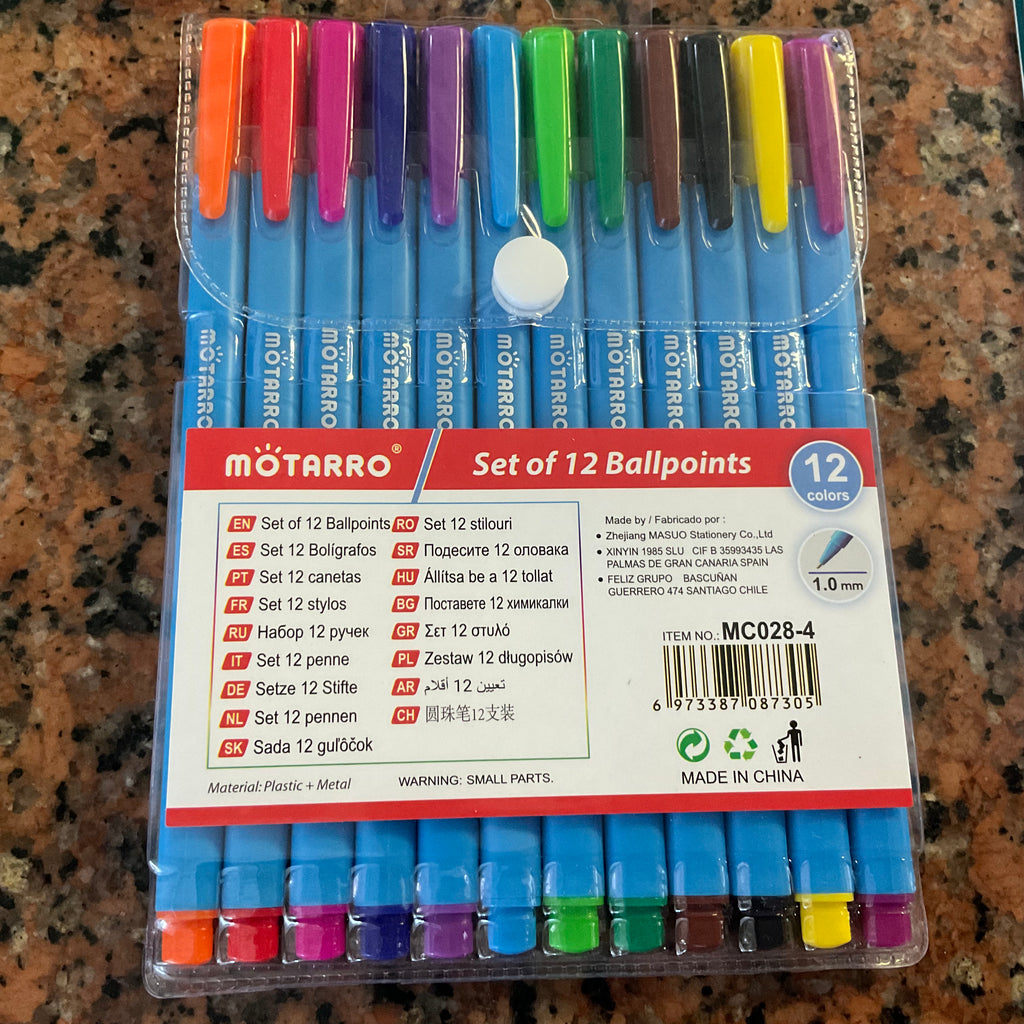 MOTARRO
MOTARRO
MOTARRO
MOTARRO
MOTARRO
MOTARRO
MOTARRO
MOTARRO
MOTARRO
MOTARRO
MOTARRO
MOTARRO®
Set of 12 Ballpoints
12
colors
EN Set of 12 Ballpoints
ES Set 12 Bolígrafos
PT Set 12 canetas
FR Set 12 stylos
RU Набор 12 ручек
IT Set 12 penne
DE Setze 12 Stifte
NL Set 12 pennen
SK Sada 12 guľôčok
RO Set 12 stilouri
SR Подесите 12 оловака
HU Állítsa be a 12 tollat
BG Поставете 12 химикалки
GR Σετ 12 στυλό
PL Zestaw 12 długopisów
AR تعيين 12 أقلام
CH 圆珠笔12支装
Material: Plastic + Metal
WARNING: SMALL PARTS.
Made by / Fabricado por :
• Zhejiang MASUO Stationery Co.,Ltd
• XINYIN 1985 SLU CIF B 35993435 LAS
PALMAS DE GRAN CANARIA SPAIN
• FELIZ GRUPO BASCUÑAN
GUERRERO 474 SANTIAGO CHILE
1.0 mm
ITEM NO.: MC028-4
6 973387 087305
MADE IN CHINA